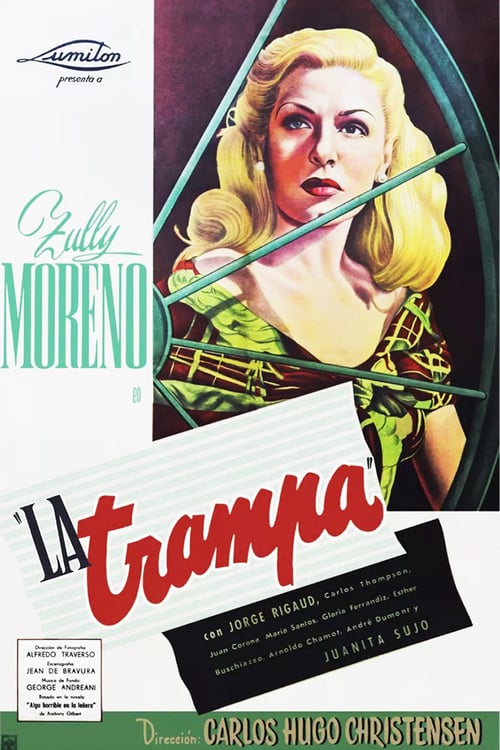 Lumiton
presenta a
Zully
MORENO
en
"LA trampa"
con JORGE RIGAUD, Carlos Thompson,
Juan Corona, María Santos, Gloria Ferrandiz, Esther
Buschiazzo, Arnoldo Chamot, André Dumont y
JUANITA SUJO
Dirección de Fotografía
ALFREDO TRAVERSO
Escenografía
JEAN DE BRAVURA
Música de Fondo
GEORGE ANDREANI
Basada en la novela
"Algo horrible en la leñera"
de Anthony Gilbert
Dirección: CARLOS HUGO CHRISTENSEN